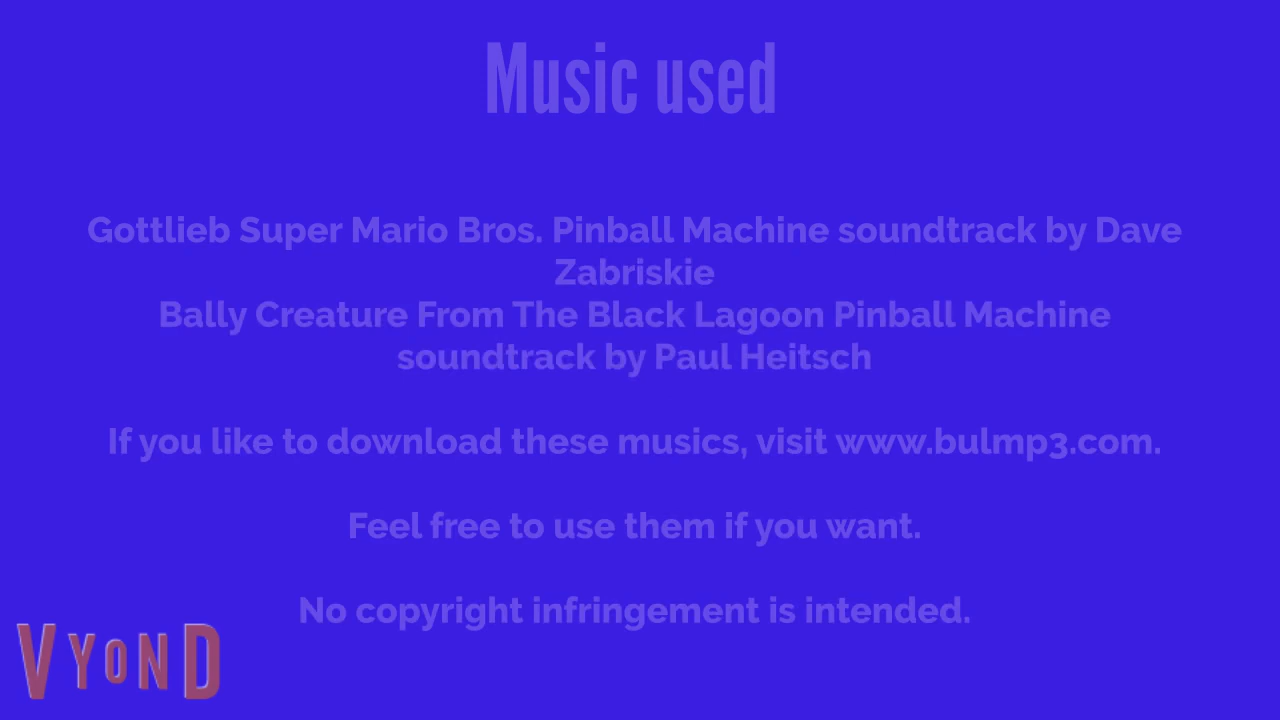 Music used
Gottlieb Super Mario Bros. Pinball Machine soundtrack by Dave
Zabriskie
Bally Creature From The Black Lagoon Pinball Machine
soundtrack by Paul Heitsch
If you like to download these musics, visit www.bulmp3.com.
Feel free to use them if you want.
No copyright infringement is intended.
VYOND